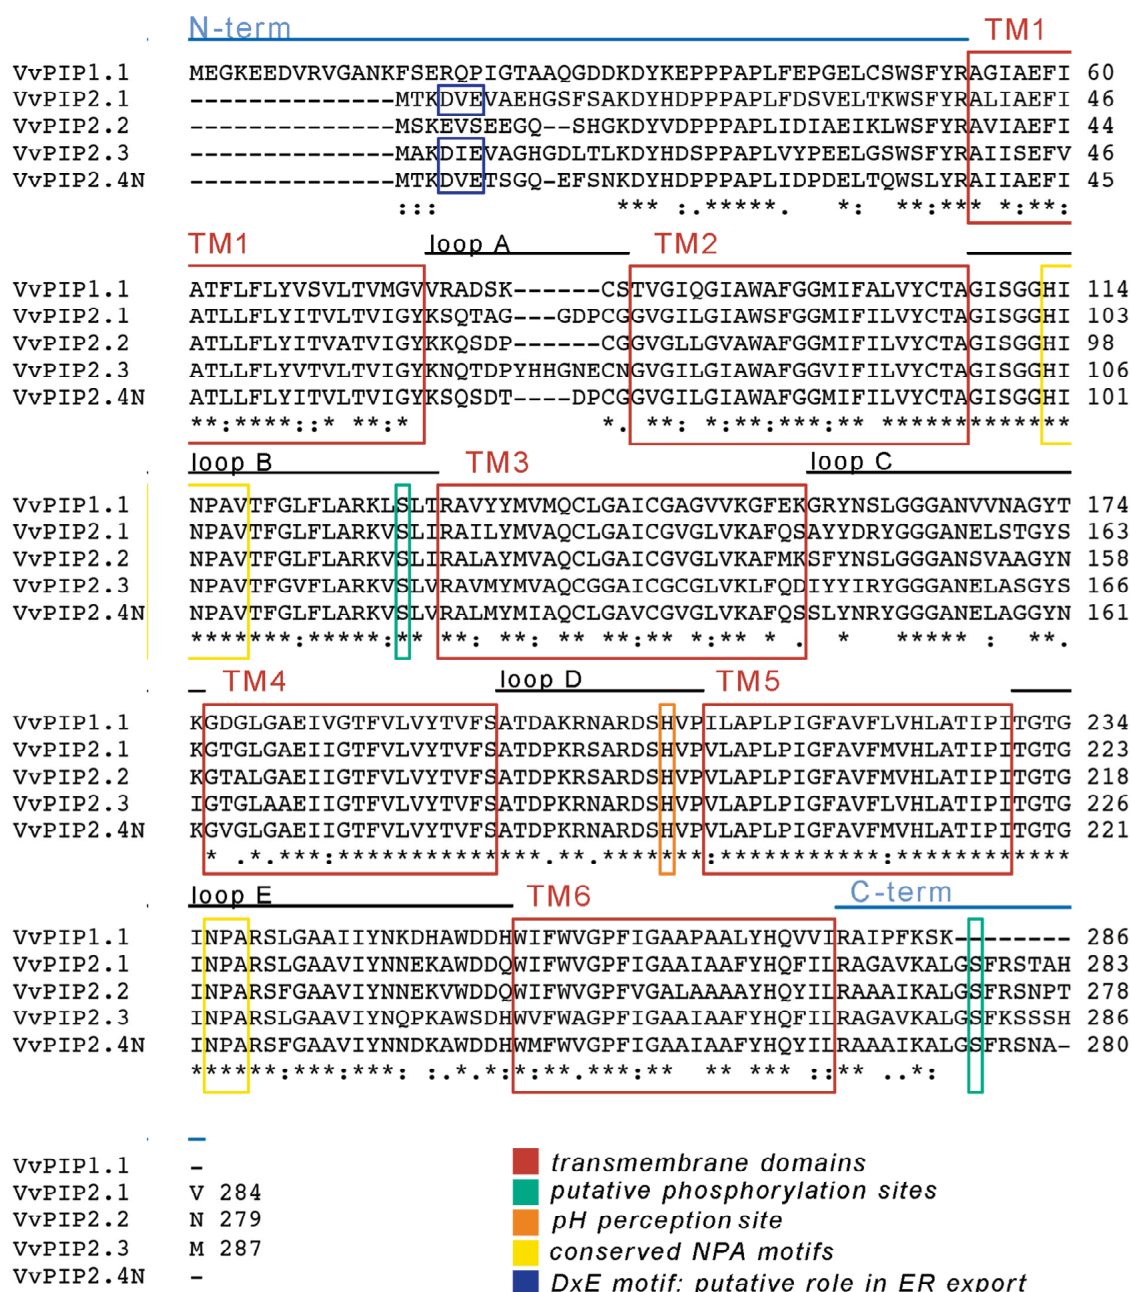 N-term TM1
VvPIP1.1 MEGKEEDVRVGANKFSERQPIGTAAQGDDKDYKEPPPAPLFEPGELCSWSFYRAGIAEFI 60
VvPIP2.1 --------------MTKDVEVAEHGSFSAKDYHDPPPAPLFDSVELTKWSFYRALIAEFI 46
VvPIP2.2 --------------MSKEVSEEGQ--SHGKDYVDPPPAPLIDIAEIKLWSFYRAVIAEFI 44
VvPIP2.3 --------------MAKDIEVAGHGDLTLKDYHDSPPAPLVYPEELGSWSFYRAIISEFV 46
VvPIP2.4N --------------MTKDVETSGQ-EFSNKDYHDPPPAPLIDPDELTQWSLYRAIIAEFI 45
::: *** :.*****. *: **:*** *:**:
TM1 loop A TM2
VvPIP1.1 ATFLFLYVSVLTVMGVVRADSK------CSTVGIQGIAWAFGGMIFALVYCTAGISGGHI 114
VvPIP2.1 ATLLFLYITVLTVIGYKSQTAG---GDPCGGVGILGIAWSFGGMIFILVYCTAGISGGHI 103
VvPIP2.2 ATLLFLYITVATVIGYKKQSDP------CGGVGLLGVAWAFGGMIFILVYCTAGISGGHI 98
VvPIP2.3 ATLLFLYVTVLTVIGYKNQTDPYHHGNECNGVGILGIAWAFGGVIFILVYCTAGISGGHI 106
VvPIP2.4N ATLLFLYITVLTVIGYKSQSDT----DPCGGVGILGIAWAFGGMIFILVYCTAGISGGHI 101
**:****::* **:* *. **: *:**:***:** *************
loop B TM3 loop C
VvPIP1.1 NPAVTFGLFLARKLSLTRAVYYMVMQCLGAICGAGVVKGFEKGRYNSLGGGANVVNAGYT 174
VvPIP2.1 NPAVTFGLFLARKVSLIRAILYMVAQCLGAICGVGLVKAFQSAYYDRYGGGANELSTGYS 163
VvPIP2.2 NPAVTFGLFLARKVSLIRALAYMVAQCLGAICGVGLVKAFMKSFYNSLGGGANSVAAGYN 158
VvPIP2.3 NPAVTFGVFLARKVSLVRAVMYMVAQCGGAICGCGLVKLFQDIYYIRYGGGANELASGYS 166
VvPIP2.4N NPAVTFGLFLARKVSLVRALMYMIAQCLGAVCGVGLVKAFQSSLYNRYGGGANELAGGYN 161
*******:*****:** **: **: ** **:** *:** * . * ***** : **.
TM4 loop D TM5
VvPIP1.1 KGDGLGAEIVGTFVLVYTVFSATDAKRNARDSHVPILAPLPIGFAVFLVHLATIPITGTG 234
VvPIP2.1 KGTGLGAEIIGTFVLVYTVFSATDPKRSARDSHVPVLAPLPIGFAVFMVHLATIPITGTG 223
VvPIP2.2 KGTALGAEIIGTFVLVYTVFSATDPKRSARDSHVPVLAPLPIGFAVFMVHLATIPITGTG 218
VvPIP2.3 IGTGLAAEIIGTFVLVYTVFSATDPKRNARDSHVPVLAPLPIGFAVFLVHLATIPITGTG 226
VvPIP2.4N KGVGLGAEIIGTFVLVYTVFSATDPKRNARDSHVPVLAPLPIGFAVFMVHLATIPITGTG 221
* .*.***:**************.**.*******:***********:************
loop E TM6 C-term
VvPIP1.1 INPARSLGAAIIYNKDHAWDDHWIFWVGPFIGAAPAALYHQVVIRAIPFKSK-------- 286
VvPIP2.1 INPARSLGAAVIYNNEKAWDDQWIFWVGPFIGAAIAAFYHQFIIRAGAVKALGSFRSTAH 283
VvPIP2.2 INPARSFGAAVIYNNEKVWDDQWIFWVGPFVGALAAAAYHQYILRAAAIKALGSFRSNPT 278
VvPIP2.3 INPARSLGAAVIYNQPKAWSDHWVFWAGPFIGAAIAAFYHQFIIRAGAVKALGSFKSSSH 286
VvPIP2.4N INPARSFGAAVIYNNDKAWDDHWMFWVGPFIGAAIAAFYHQYIIRAAAIKALGSFRSNA- 280
******:***:***: :.*.*:*:**.***:** ** *** ::** ..*:
VvPIP1.1 -
VvPIP2.1 V 284
VvPIP2.2 N 279
VvPIP2.3 M 287
VvPIP2.4N -
transmembrane domains
putative phosphorylation sites
pH perception site
conserved NPA motifs
DxE motif: putative role in ER export